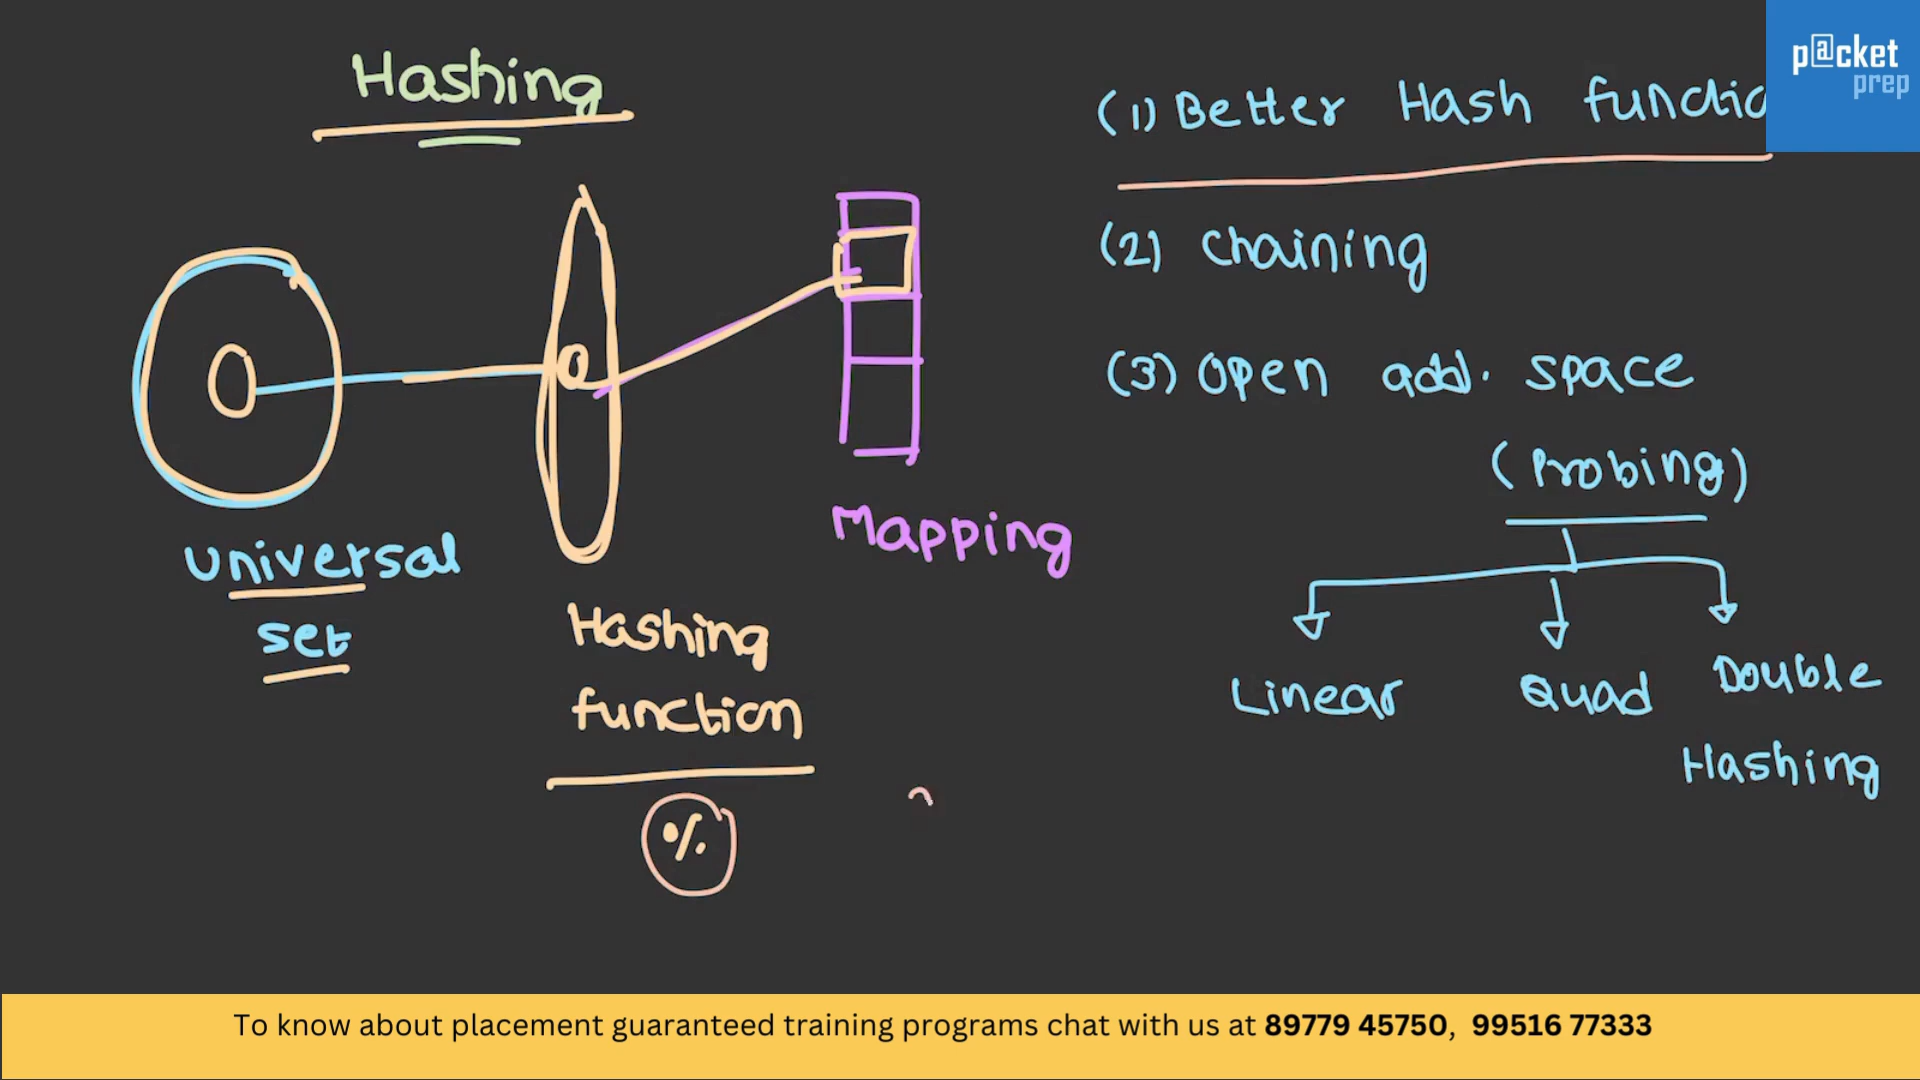 Hashing
universal
set
Hashing
function
%
Mapping
(1) Better Hash functio
(2) chaining
(3) open add. space
(Probing)
Linear
Quad
Double
Hashing
p@cket
prep
To know about placement guaranteed training programs chat with us at 89779 45750, 99516 77333